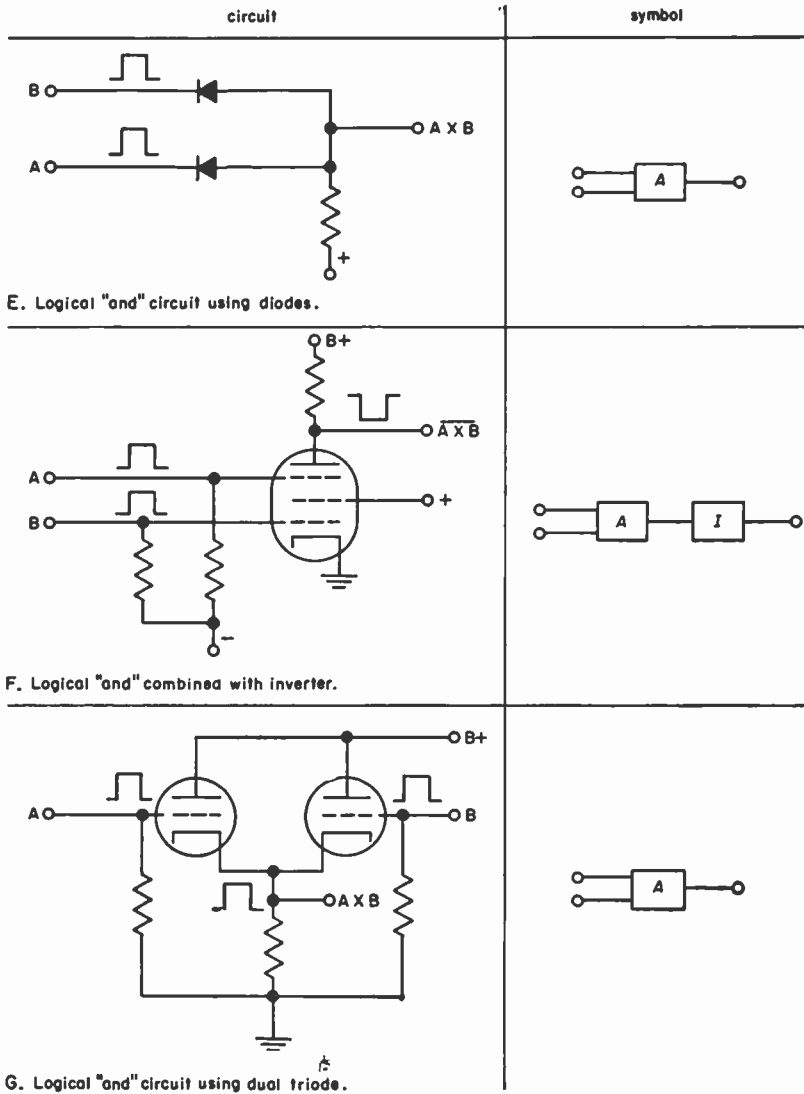 circuit symbol
B
A X B
A
A
+
E. Logical "and" circuit using diodes.
B+
A X B
A
B
+
A I
-
F. Logical "and" combined with inverter.
B+
A
B
A X B
A
G. Logical "and" circuit using dual triode.